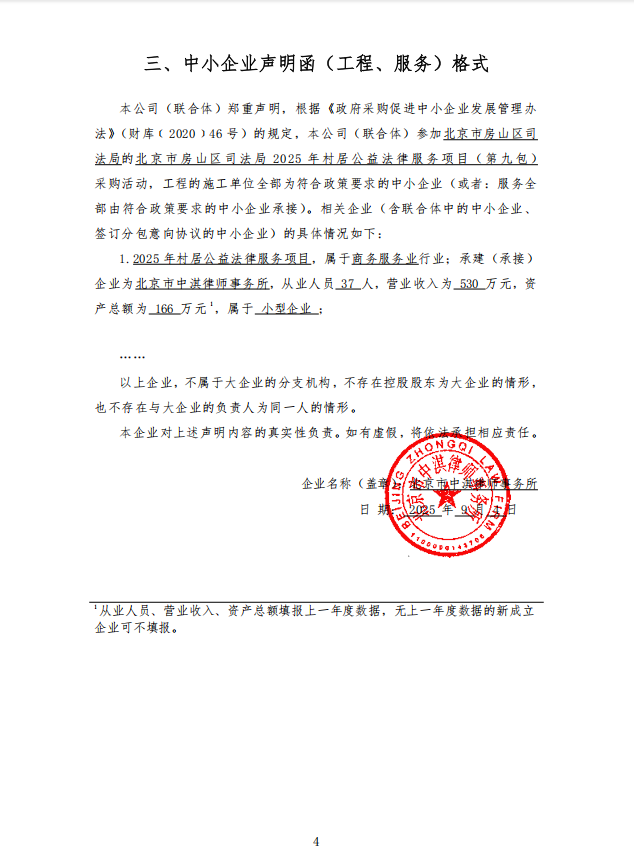 三、中小企业声明函（工程、服务）格式
本公司（联合体）郑重声明，根据《政府采购促进中小企业发展管理办
法》（财库﹝2020﹞46号）的规定，本公司（联合体）参加北京市房山区司
法局的北京市房山区司法局2025年村居公益法律服务项目（第九包）
采购活动，工程的施工单位全部为符合政策要求的中小企业（或者：服务全
部由符合政策要求的中小企业承接）。相关企业（含联合体中的中小企业、
签订分包意向协议的中小企业）的具体情况如下：
1.2025年村居公益法律服务项目，属于商务服务业行业；承建（承接）
企业为北京市中淇律师事务所，从业人员 37 人，营业收入为 530 万元，资
产总额为 166 万元¹，属于 小型企业 ；
……
以上企业，不属于大企业的分支机构，不存在控股股东为大企业的情形，
也不存在与大企业的负责人为同一人的情形。
本企业对上述声明内容的真实性负责。如有虚假，将依法承担相应责任。
企业名称（盖章）：北京市中淇律师事务所
日 期： 2025 年 9 月 日
BEIJING ZHONGQI LAW FIRM
北京市中淇律师事务所
¹从业人员、营业收入、资产总额填报上一年度数据，无上一年度数据的新成立
企业可不填报。
4